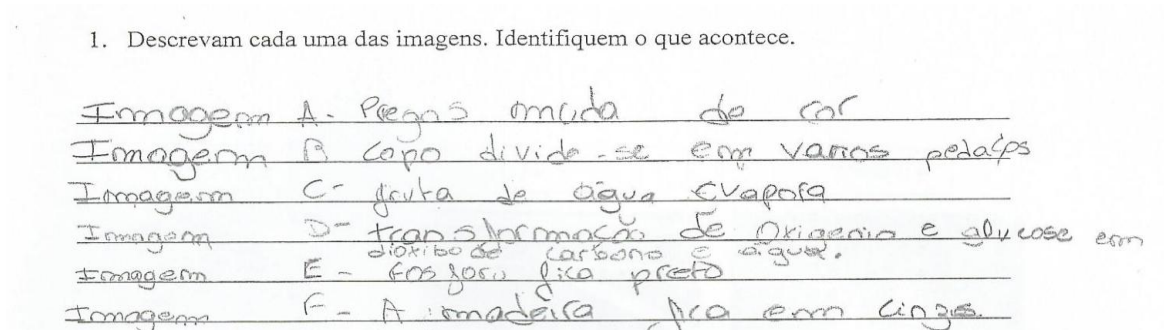 1. Descrevam cada uma das imagens. Identifiquem o que acontece.
Imagem A - Pregos muda de cor
Imagem B copo divide-se em varios pedaços
Imagem C - gruta de água evapora
Imagem D - transformação de Oxigenio e glucose em
dioxibo de carbono e água.
Imagem E - fosforo fica preto
Imagem F - A madeira fica em cinzas.